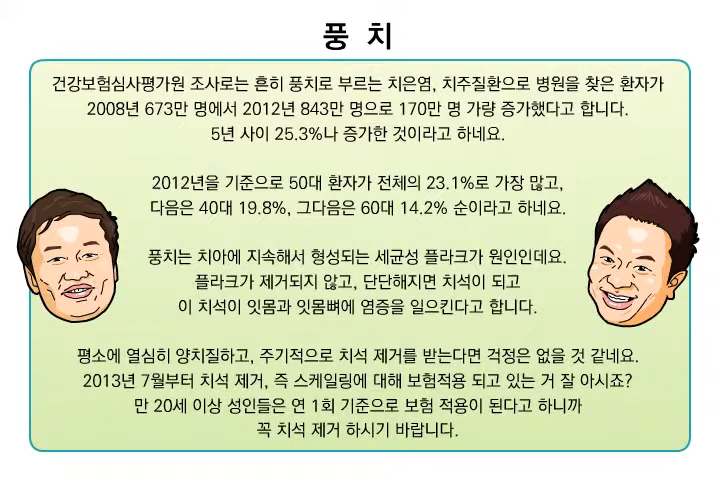 풍 치
건강보험심사평가원 조사로는 흔히 풍치로 부르는 치은염, 치주질환으로 병원을 찾은 환자가
2008년 673만 명에서 2012년 843만 명으로 170만 명 가량 증가했다고 합니다.
5년 사이 25.3%나 증가한 것이라고 하네요.
2012년을 기준으로 50대 환자가 전체의 23.1%로 가장 많고,
다음은 40대 19.8%, 그다음은 60대 14.2% 순이라고 하네요.
풍치는 치아에 지속해서 형성되는 세균성 플라크가 원인인데요.
플라크가 제거되지 않고, 단단해지면 치석이 되고
이 치석이 잇몸과 잇몸뼈에 염증을 일으킨다고 합니다.
평소에 열심히 양치질하고, 주기적으로 치석 제거를 받는다면 걱정은 없을 것 같네요.
2013년 7월부터 치석 제거, 즉 스케일링에 대해 보험적용 되고 있는 거 잘 아시죠?
만 20세 이상 성인들은 연 1회 기준으로 보험 적용이 된다고 하니까
꼭 치석 제거 하시기 바랍니다.